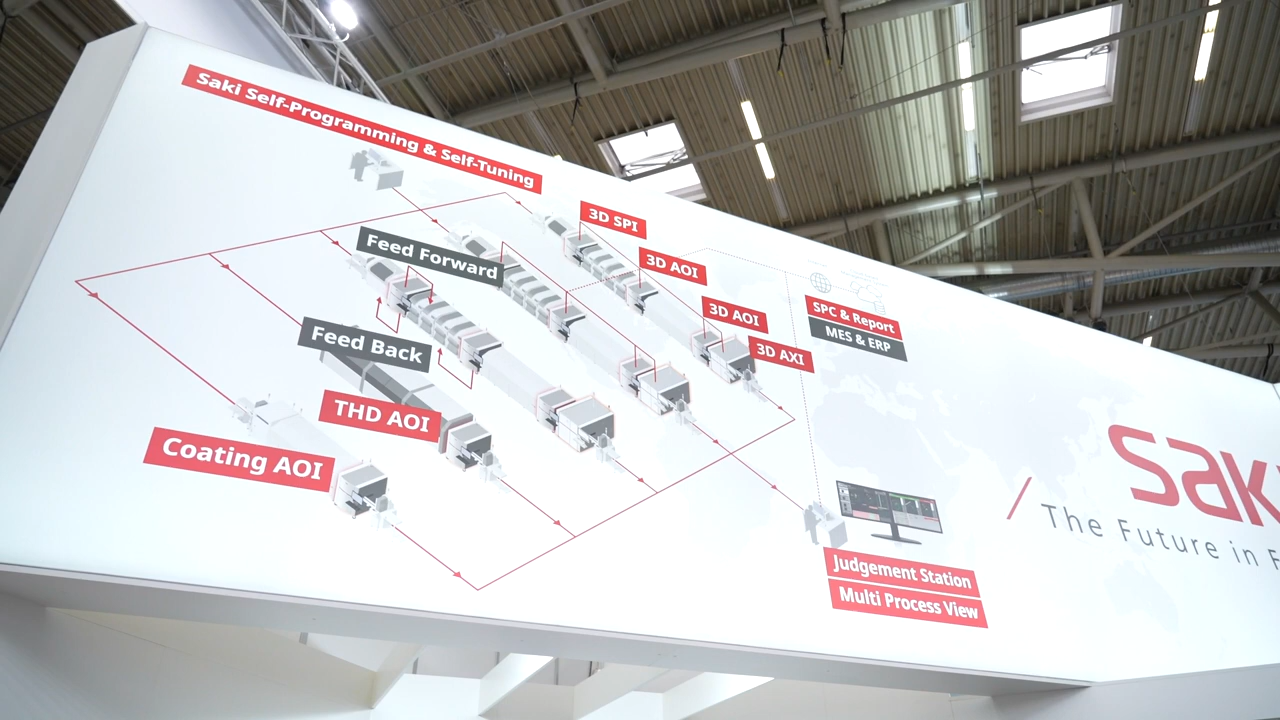 Saki Self-Programming & Self-Tuning
3D SPI
Feed Forward
3D AOI
3D AOI
SPC & Report
MES & ERP
3D AXI
Feed Back
THD AOI
Coating AOI
saki
The Future in
Judgement Station
Multi Process View